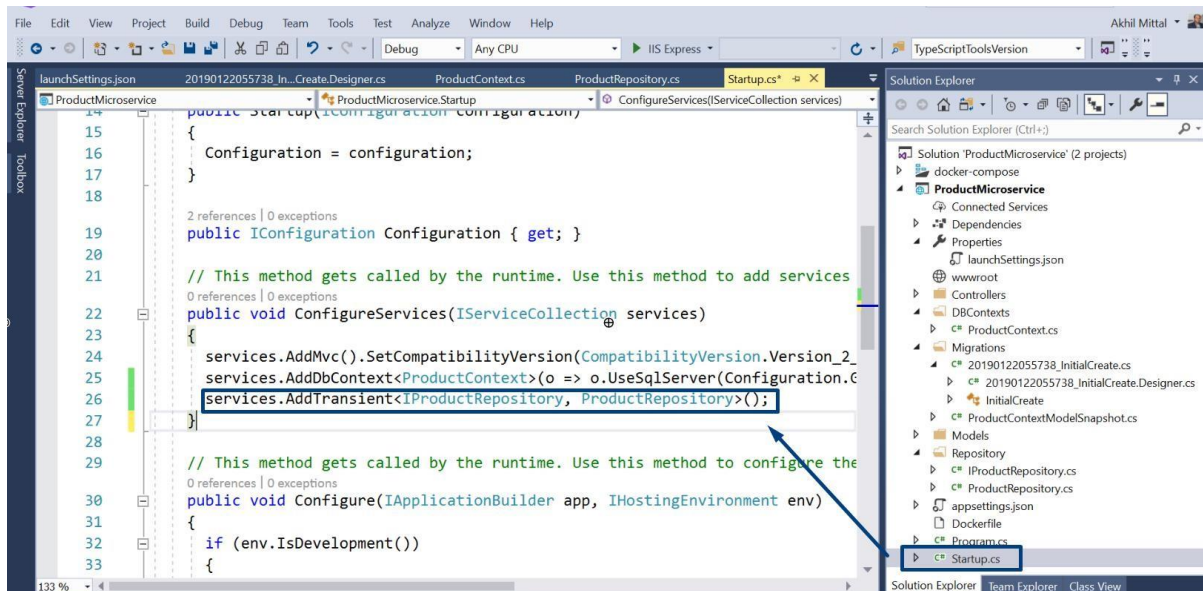 File Edit View Project Build Debug Team Tools Test Analyze Window Help
Akhil Mittal
Debug Any CPU IIS Express TypeScriptToolsVersion
Server Explorer
Toolbox
launchSettings.json 20190122055738_In...Create.Designer.cs ProductContext.cs ProductRepository.cs Startup.cs*
ProductMicroservice ProductMicroservice.Startup ConfigureServices(IServiceCollection services)
14 public Startup(IConfiguration configuration)
15 {
16 Configuration = configuration;
17 }
18
2 references | 0 exceptions
19 public IConfiguration Configuration { get; }
20
21 // This method gets called by the runtime. Use this method to add services
0 references | 0 exceptions
22 public void ConfigureServices(IServiceCollection services)
23 {
24 services.AddMvc().SetCompatibilityVersion(CompatibilityVersion.Version_2_
25 services.AddDbContext<ProductContext>(o => o.UseSqlServer(Configuration.G
26 services.AddTransient<IProductRepository, ProductRepository>();
27 }
28
29 // This method gets called by the runtime. Use this method to configure the
0 references | 0 exceptions
30 public void Configure(IApplicationBuilder app, IHostingEnvironment env)
31 {
32 if (env.IsDevelopment())
33 {
133 %
Solution Explorer
Search Solution Explorer (Ctrl+;)
Solution 'ProductMicroservice' (2 projects)
docker-compose
ProductMicroservice
Connected Services
Dependencies
Properties
launchSettings.json
wwwroot
Controllers
DBContexts
C# ProductContext.cs
Migrations
C# 20190122055738_InitialCreate.cs
C# 20190122055738_InitialCreate.Designer.cs
InitialCreate
C# ProductContextModelSnapshot.cs
Models
Repository
C# IProductRepository.cs
C# ProductRepository.cs
appsettings.json
Dockerfile
C# Program.cs
C# Startup.cs
Solution Explorer Team Explorer Class View